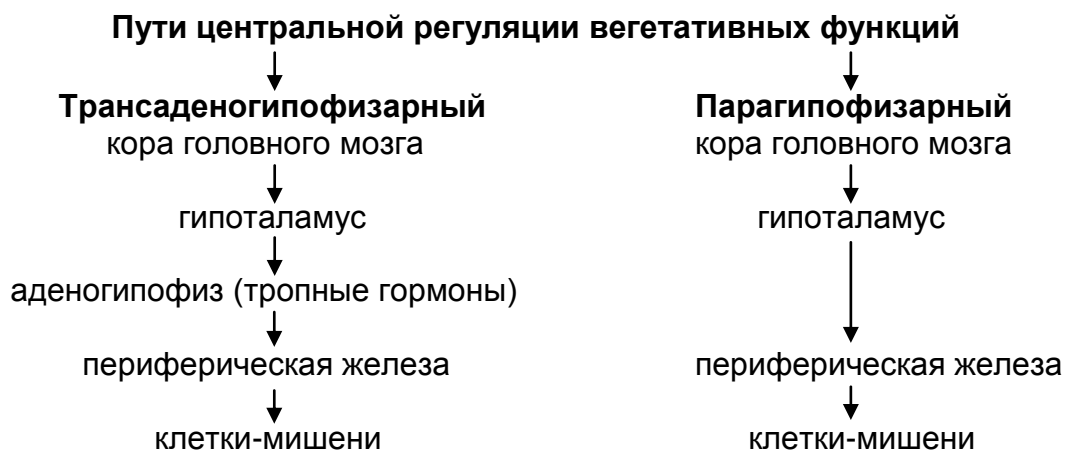 Пути центральной регуляции вегетативных функций
Трансаденогипофизарный
кора головного мозга
гипоталамус
аденогипофиз (тропные гормоны)
периферическая железа
клетки-мишени
Парагипофизарный
кора головного мозга
гипоталамус
периферическая железа
клетки-мишени